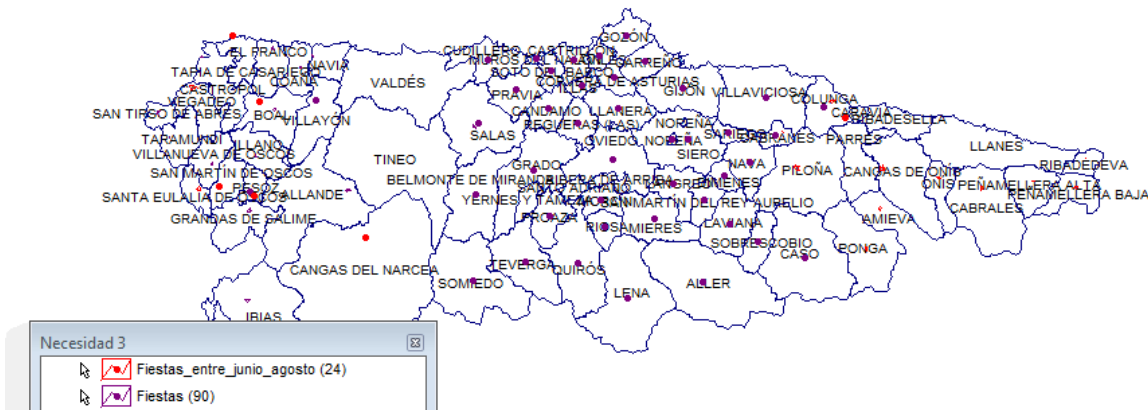 GOZÓN
EL FRANCO
CUDILLERO
CASTRILLÓN
NAVIA
CARREÑO
TAPIA DE CASARIEGO
COAÑA
VALDÉS
SOTO DEL BARCO
CORVERA DE ASTURIAS
CASTROPOL
GIJÓN
VILLAVICIOSA
VEGADEO
PRAVIA
COLUNGA
SAN TIRSO DE ABRES
BOAL
VILLAYÓN
CANDAMO
LLANERA
CARAVIA
RIBADESELLA
REGUERAS (LAS)
NOREÑA
TARAMUNDI
ILLANO
SALAS
OVIEDO
SARIEGO
CABRANES
PARRES
LLANES
VILLANUEVA DE OSCOS
SIERO
TINEO
GRADO
NAVA
PILOÑA
CANGAS DE ONÍS
RIBADEDEVA
SAN MARTÍN DE OSCOS
BELMONTE DE MIRANDA
RIBERA DE ARRIBA
BIMENES
ONÍS
PEÑAMELLERA ALTA
PESOZ
ALLANDE
SANTO ADRIANO
LANGREO
PEÑAMELLERA BAJA
SANTA EULALIA DE OSCOS
YERNES Y TAMEZA
SAN MARTÍN DEL REY AURELIO
CABRALES
GRANDAS DE SALIME
PROAZA
RIOSA
MIERES
LAVIANA
AMIEVA
SOBRESCOBIO
CASO
PONGA
CANGAS DEL NARCEA
TEVERGA
QUIRÓS
SOMIEDO
LENA
ALLER
IBIAS
Necesidad 3
Fiestas_entre_junio_agosto (24)
Fiestas (90)